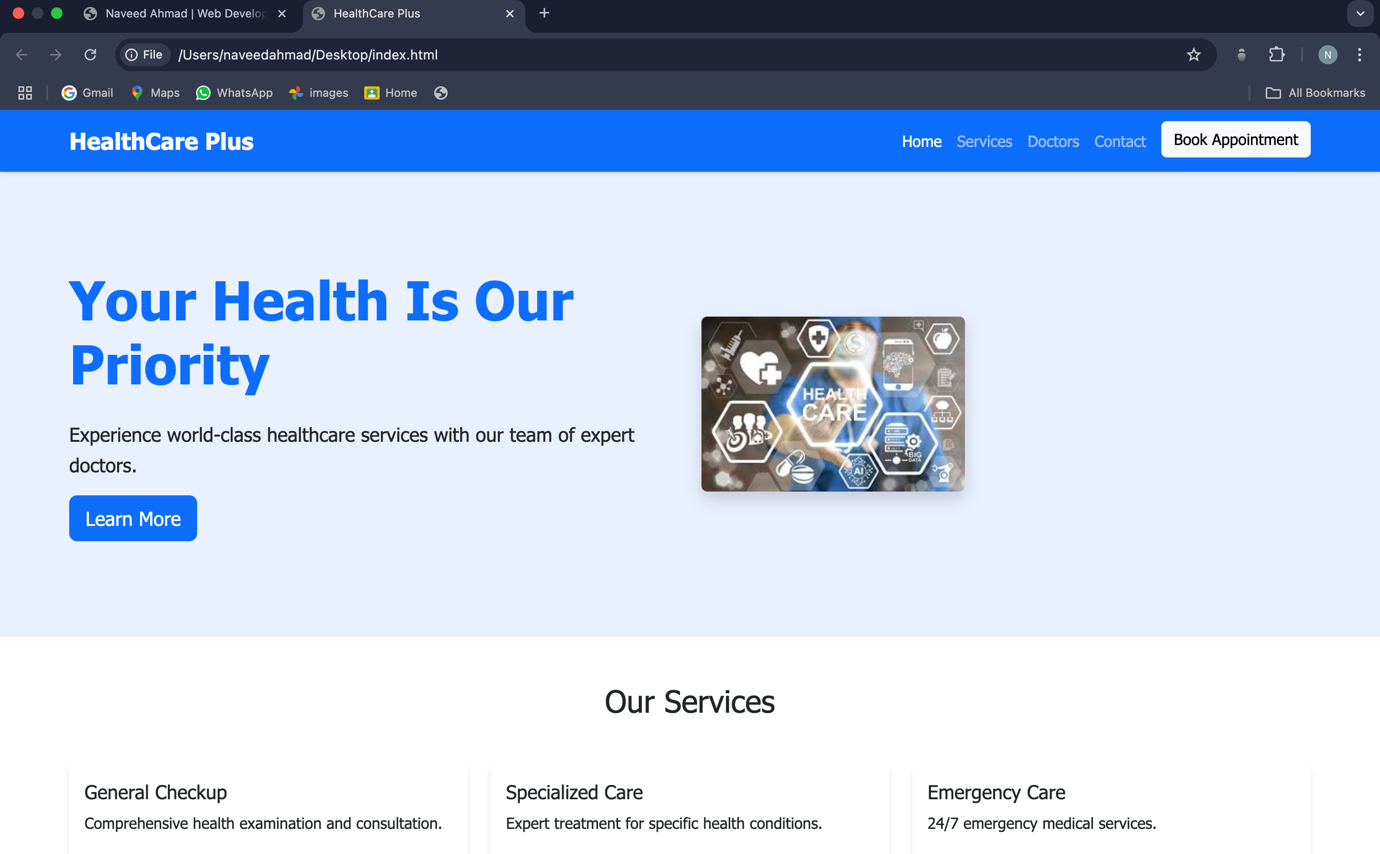 Naveed Ahmad | Web Develop
HealthCare Plus
File
/Users/naveedahmad/Desktop/index.html
N
Gmail
Maps
WhatsApp
images
Home
All Bookmarks
HealthCare Plus
Home
Services
Doctors
Contact
Book Appointment
Your Health Is Our
Priority
Experience world-class healthcare services with our team of expert
doctors.
Learn More
HEALTH
CARE
BIG
DATA
AI
Our Services
General Checkup
Comprehensive health examination and consultation.
Specialized Care
Expert treatment for specific health conditions.
Emergency Care
24/7 emergency medical services.